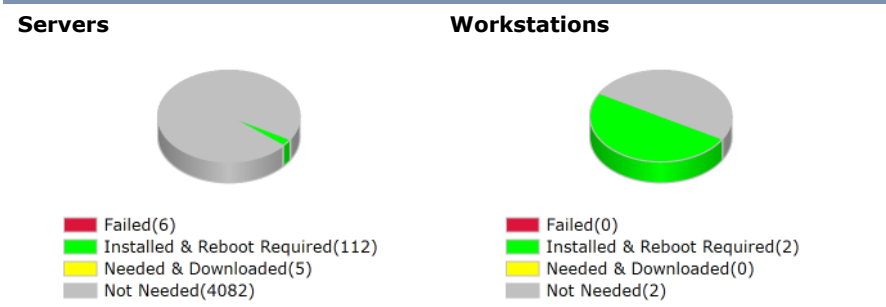 Servers
Failed(6)
Installed & Reboot Required(112)
Needed & Downloaded(5)
Not Needed(4082)
Workstations
Failed(0)
Installed & Reboot Required(2)
Needed & Downloaded(0)
Not Needed(2)